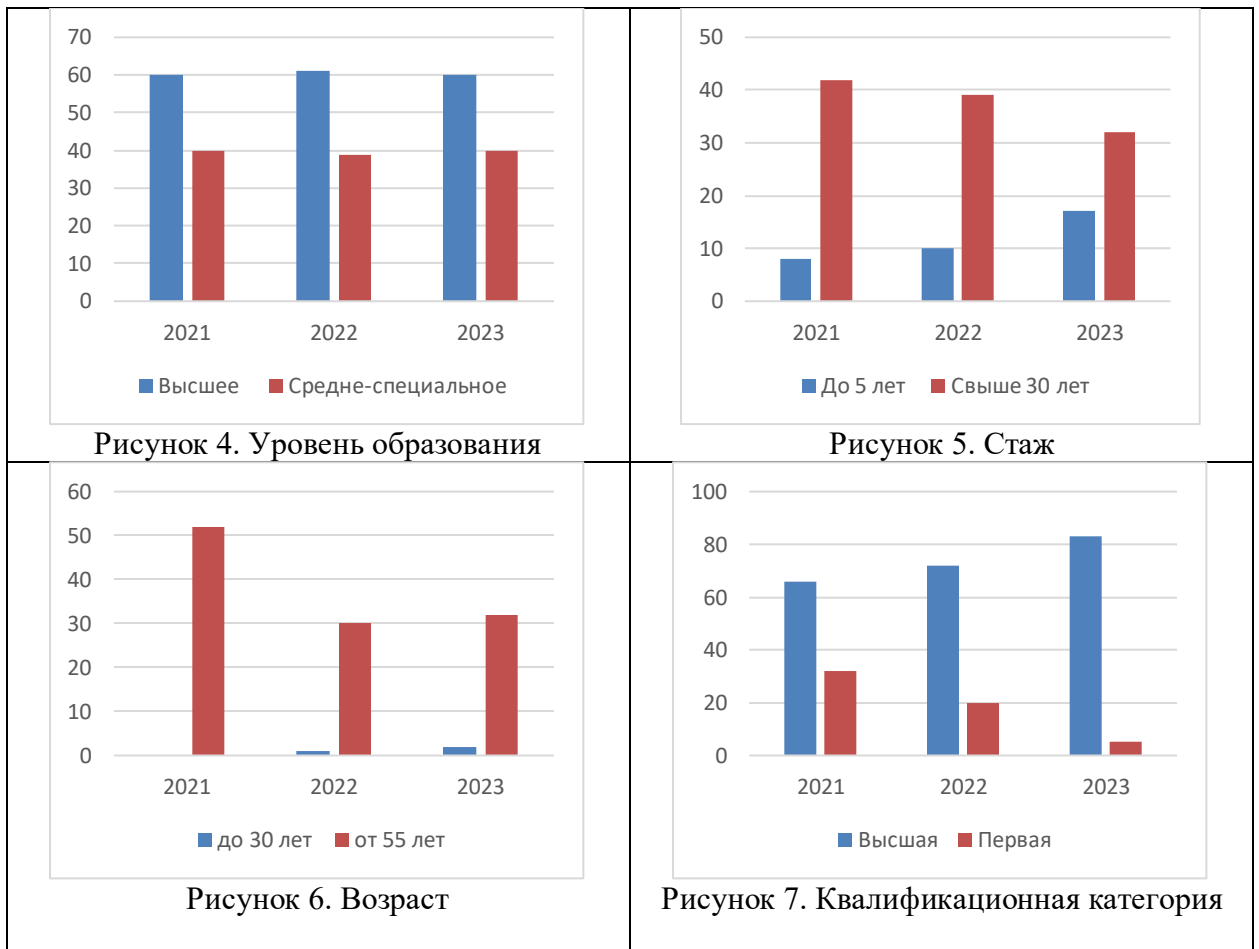 70
60
50
40
30
20
10
0
2021 2022 2023
Высшее Средне-специальное
Рисунок 4. Уровень образования
50
40
30
20
10
0
2021 2022 2023
До 5 лет Свыше 30 лет
Рисунок 5. Стаж
60
50
40
30
20
10
0
2021 2022 2023
до 30 лет от 55 лет
Рисунок 6. Возраст
100
80
60
40
20
0
2021 2022 2023
Высшая Первая
Рисунок 7. Квалификационная категория